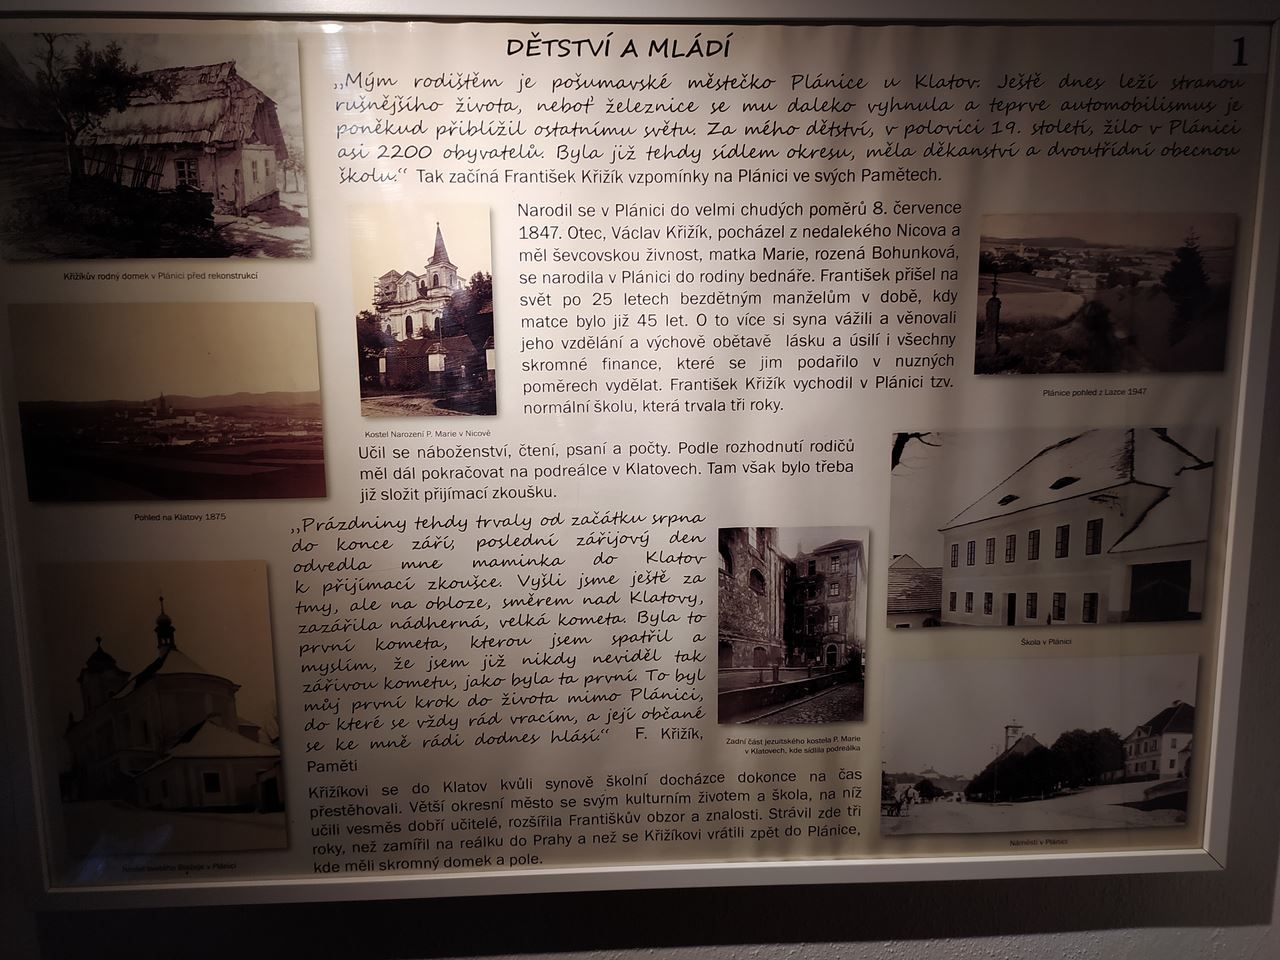 DĚTSTVÍ A MLÁDÍ
1
„Mým rodištěm je pošumavské městečko Plánice u Klatov. Ještě dnes leží stranou
rušnějšího života, neboť železnice se mu daleko vyhnula a teprve automobilismus je
poněkud přiblížil ostatnímu světu. Za mého dětství, v polovici 19. století, žilo v Plánici
asi 2200 obyvatelů. Byla již tehdy sídlem okresu, měla děkanství a dvoutřídní obecnou
školu.“ Tak začíná František Křižík vzpomínky na Plánici ve svých Pamětech.
Křižíkův rodný domek v Plánici před rekonstrukcí
Narodil se v Plánici do velmi chudých poměrů 8. července
1847. Otec, Václav Křižík, pocházel z nedalekého Nicova a
měl ševcovskou živnost, matka Marie, rozená Bohunková,
se narodila v Plánici do rodiny bednáře. František přišel na
svět po 25 letech bezdětným manželům v době, kdy
matce bylo již 45 let. O to více si syna vážili a věnovali
jeho vzdělání a výchově obětavě lásku a úsilí i všechny
skromné finance, které se jim podařilo v nuzných
poměrech vydělat. František Křižík vychodil v Plánici tzv.
normální školu, která trvala tři roky.
Plánice pohled z Lazce 1947
Kostel Narození P. Marie v Nicově
Učil se náboženství, čtení, psaní a počty. Podle rozhodnutí rodičů
měl dál pokračovat na podreálce v Klatovech. Tam však bylo třeba
již složit přijímací zkoušku.
Pohled na Klatovy 1875
„Prázdniny tehdy trvaly od začátku srpna
do konce září; poslední zářijový den
odvedla mne maminka do Klatov
k přijímací zkoušce. Vyšli jsme ještě za
tmy, ale na obloze, směrem nad Klatovy,
zazářila nádherná, velká kometa. Byla to
první kometa, kterou jsem spatřil a
myslím, že jsem již nikdy neviděl tak
zářivou kometu, jako byla ta první. To byl
můj první krok do života mimo Plánici,
do které se vždy rád vracím, a její občané
se ke mně rádi dodnes hlásí.“ F. Křižík,
Paměti
Škola v Plánici
Zadní část jezuitského kostela P. Marie
v Klatovech, kde sídlila podreálka
Křižíkovi se do Klatov kvůli synově školní docházce dokonce na čas
přestěhovali. Větší okresní město se svým kulturním životem a škola, na níž
učili vesměs dobří učitelé, rozšířila Františkův obzor a znalosti. Strávil zde tři
roky, než zamířil na reálku do Prahy a než se Křižíkovi vrátili zpět do Plánice,
kde měli skromný domek a pole.
Náměstí v Plánici
svatého Blažeje v Plánici